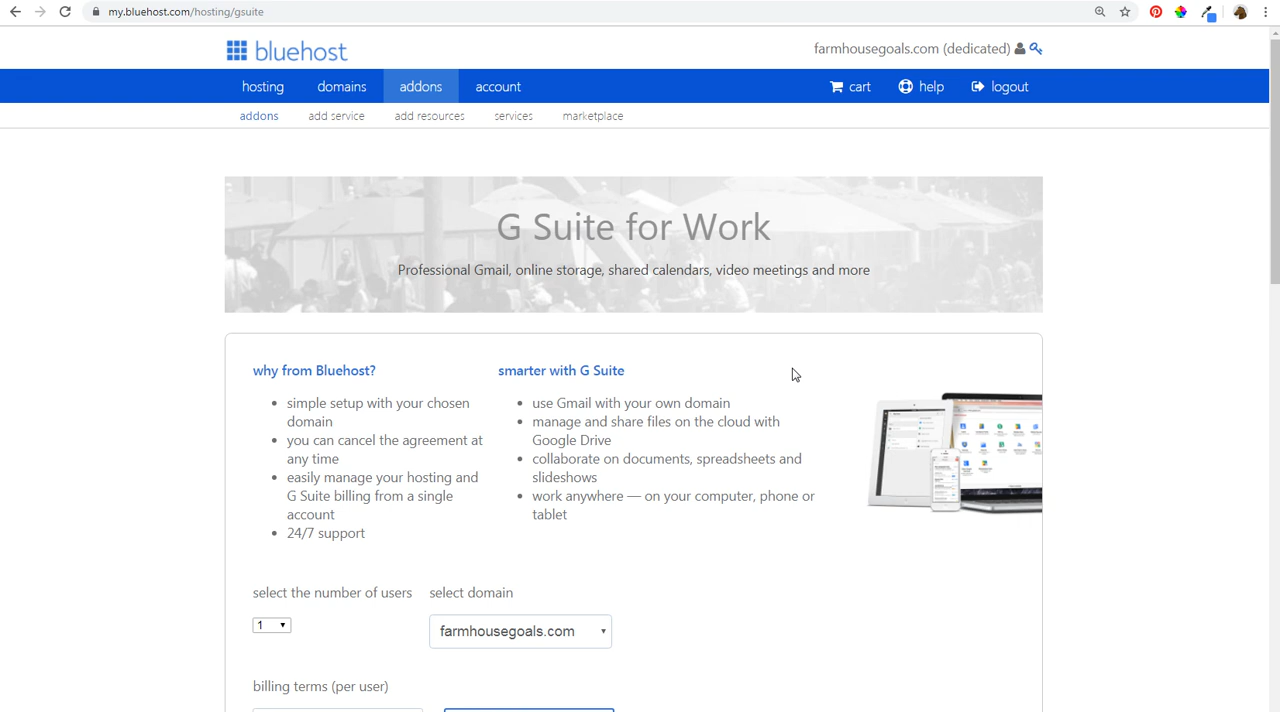 my.bluehost.com/hosting/gsuite
bluehost
farmhousegoals.com (dedicated)
hosting domains addons account cart help logout
addons add service add resources services marketplace
G Suite for Work
Professional Gmail, online storage, shared calendars, video meetings and more
why from Bluehost?
simple setup with your chosen
domain
you can cancel the agreement at
any time
easily manage your hosting and
G Suite billing from a single
account
24/7 support
smarter with G Suite
use Gmail with your own domain
manage and share files on the cloud with
Google Drive
collaborate on documents, spreadsheets and
slideshows
work anywhere — on your computer, phone or
tablet
select the number of users
1
select domain
farmhousegoals.com
billing terms (per user)